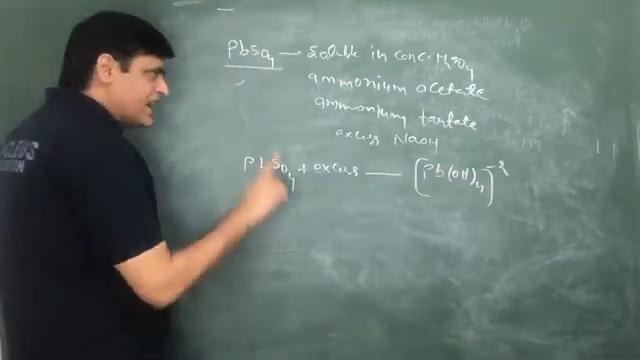 PbSO4 — soluble in conc. H2SO4
ammonium acetate
ammonium tartate
excess NaOH
PbSO4 + excess — [Pb(OH)4]-2